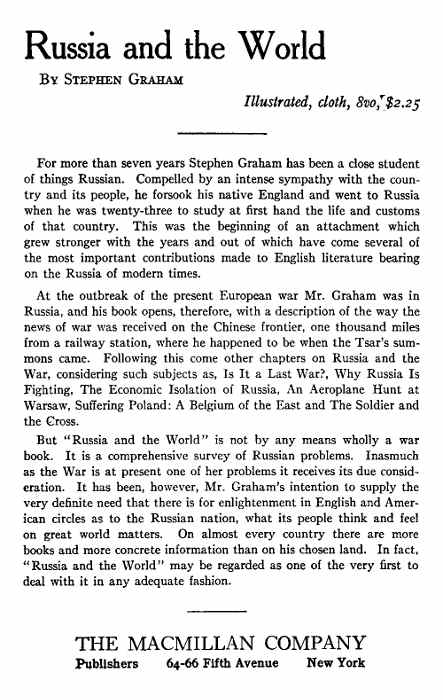 Russia and the World
By Stephen Graham
Illustrated, cloth, 8vo, $2.25
For more than seven years Stephen Graham has been a close student
of things Russian. Compelled by an intense sympathy with the coun-
try and its people, he forsook his native England and went to Russia
when he was twenty-three to study at first hand the life and customs
of that country. This was the beginning of an attachment which
grew stronger with the years and out of which have come several of
the most important contributions made to English literature bearing
on the Russia of modern times.
At the outbreak of the present European war Mr. Graham was in
Russia, and his book opens, therefore, with a description of the way the
news of war was received on the Chinese frontier, one thousand miles
from a railway station, where he happened to be when the Tsar's sum-
mons came. Following this come other chapters on Russia and the
War, considering such subjects as, Is It a Last War?, Why Russia Is
Fighting, The Economic Isolation of Russia, An Aeroplane Hunt at
Warsaw, Suffering Poland: A Belgium of the East and The Soldier and
the Cross.
But "Russia and the World" is not by any means wholly a war
book. It is a comprehensive survey of Russian problems. Inasmuch
as the War is at present one of her problems it receives its due consid-
eration. It has been, however, Mr. Graham's intention to supply the
very definite need that there is for enlightenment in English and Amer-
ican circles as to the Russian nation, what its people think and feel
on great world matters. On almost every country there are more
books and more concrete information than on his chosen land. In fact,
"Russia and the World" may be regarded as one of the very first to
deal with it in any adequate fashion.
THE MACMILLAN COMPANY
Publishers 64-66 Fifth Avenue New York